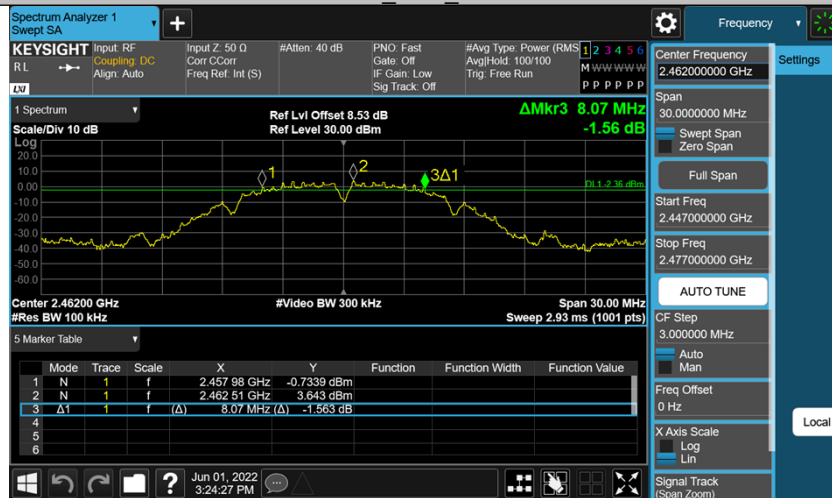 Spectrum Analyzer 1
Swept SA
Frequency
KEYSIGHT
RL
LXI
Input: RF
Coupling: DC
Align: Auto
Input Z: 50 Ω
Corr CCorr
Freq Ref: Int (S)
#Atten: 40 dB
PNO: Fast
Gate: Off
IF Gain: Low
Sig Track: Off
#Avg Type: Power (RMS
Avg|Hold: 100/100
Trig: Free Run
1 2 3 4 5 6
M W W W W W
P P P P P P
1 Spectrum
Scale/Div 10 dB
Ref Lvl Offset 8.53 dB
Ref Level 30.00 dBm
ΔMkr3 8.07 MHz
-1.56 dB
Log
20.0
10.0
0.00
-10.0
-20.0
-30.0
-40.0
-50.0
-60.0
1
2
3Δ1
DL1 -2.36 dBm
Center 2.46200 GHz
#Video BW 300 kHz
Span 30.00 MHz
#Res BW 100 kHz
Sweep 2.93 ms (1001 pts)
5 Marker Table
Mode Trace Scale X Y Function Function Width Function Value
1 N 1 f 2.457 98 GHz -0.7339 dBm
2 N 1 f 2.462 51 GHz 3.643 dBm
3 Δ1 1 f (Δ) 8.07 MHz (Δ) -1.563 dB
4
5
6
Jun 01, 2022
3:24:27 PM
Center Frequency
2.462000000 GHz
Settings
Span
30.0000000 MHz
Swept Span
Zero Span
Full Span
Start Freq
2.447000000 GHz
Stop Freq
2.477000000 GHz
AUTO TUNE
CF Step
3.000000 MHz
Auto
Man
Freq Offset
0 Hz
Local
X Axis Scale
Log
Lin
Signal Track
(Span Zoom)